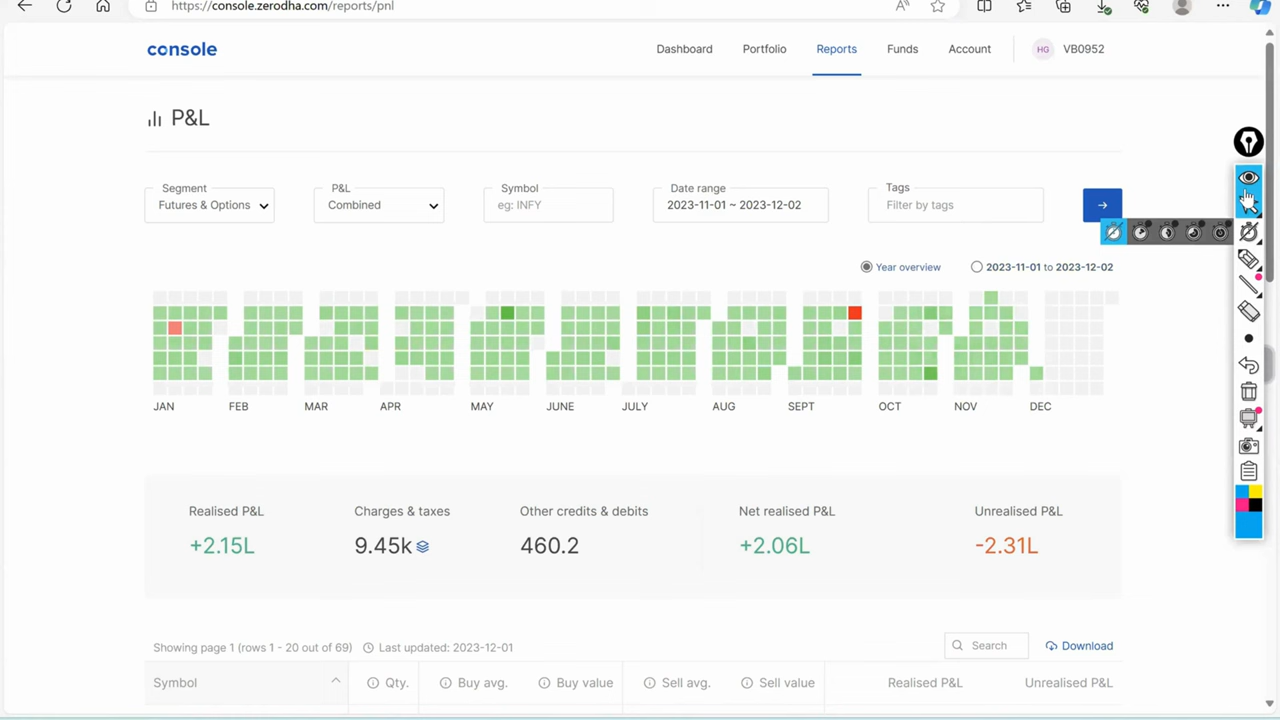 https://console.zerodha.com/reports/pnl
console
Dashboard
Portfolio
Reports
Funds
Account
HG
VB0952
P&L
Segment
Futures & Options
P&L
Combined
Symbol
eg: INFY
Date range
2023-11-01 ~ 2023-12-02
Tags
Filter by tags
Year overview
2023-11-01 to 2023-12-02
JAN
FEB
MAR
APR
MAY
JUNE
JULY
AUG
SEPT
OCT
NOV
DEC
Realised P&L
Charges & taxes
Other credits & debits
Net realised P&L
Unrealised P&L
+2.15L
9.45k
460.2
+2.06L
-2.31L
Showing page 1 (rows 1 - 20 out of 69)
Last updated: 2023-12-01
Search
Download
Symbol
Qty.
Buy avg.
Buy value
Sell avg.
Sell value
Realised P&L
Unrealised P&L